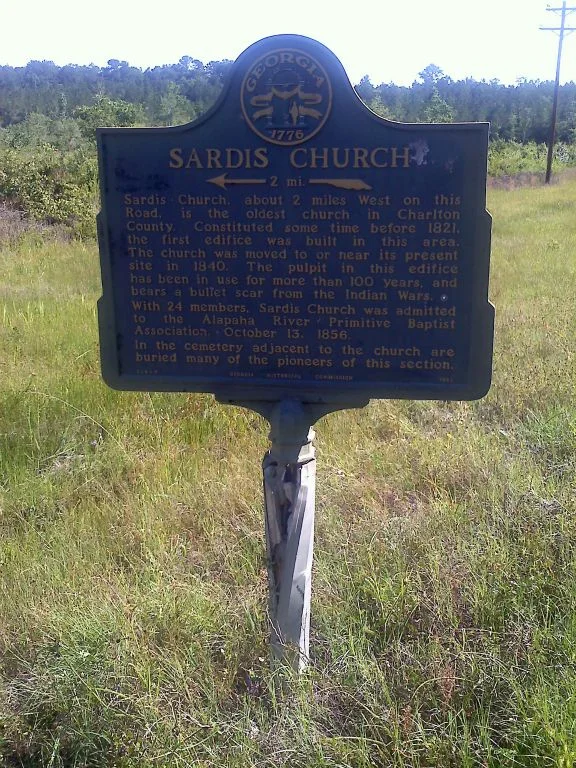 GEORGIA
1776
SARDIS CHURCH
2 mi.
Sardis Church, about 2 miles West on this
Road, is the oldest church in Charlton
County. Constituted some time before 1821,
the first edifice was built in this area.
The church was moved to or near its present
site in 1840. The pulpit in this edifice
has been in use for more than 100 years, and
bears a bullet scar from the Indian Wars.
With 24 members, Sardis Church was admitted
to the Alapaha River Primitive Baptist
Association, October 13, 1856.
In the cemetery adjacent to the church are
buried many of the pioneers of this section.
GEORGIA HISTORICAL COMMISSION